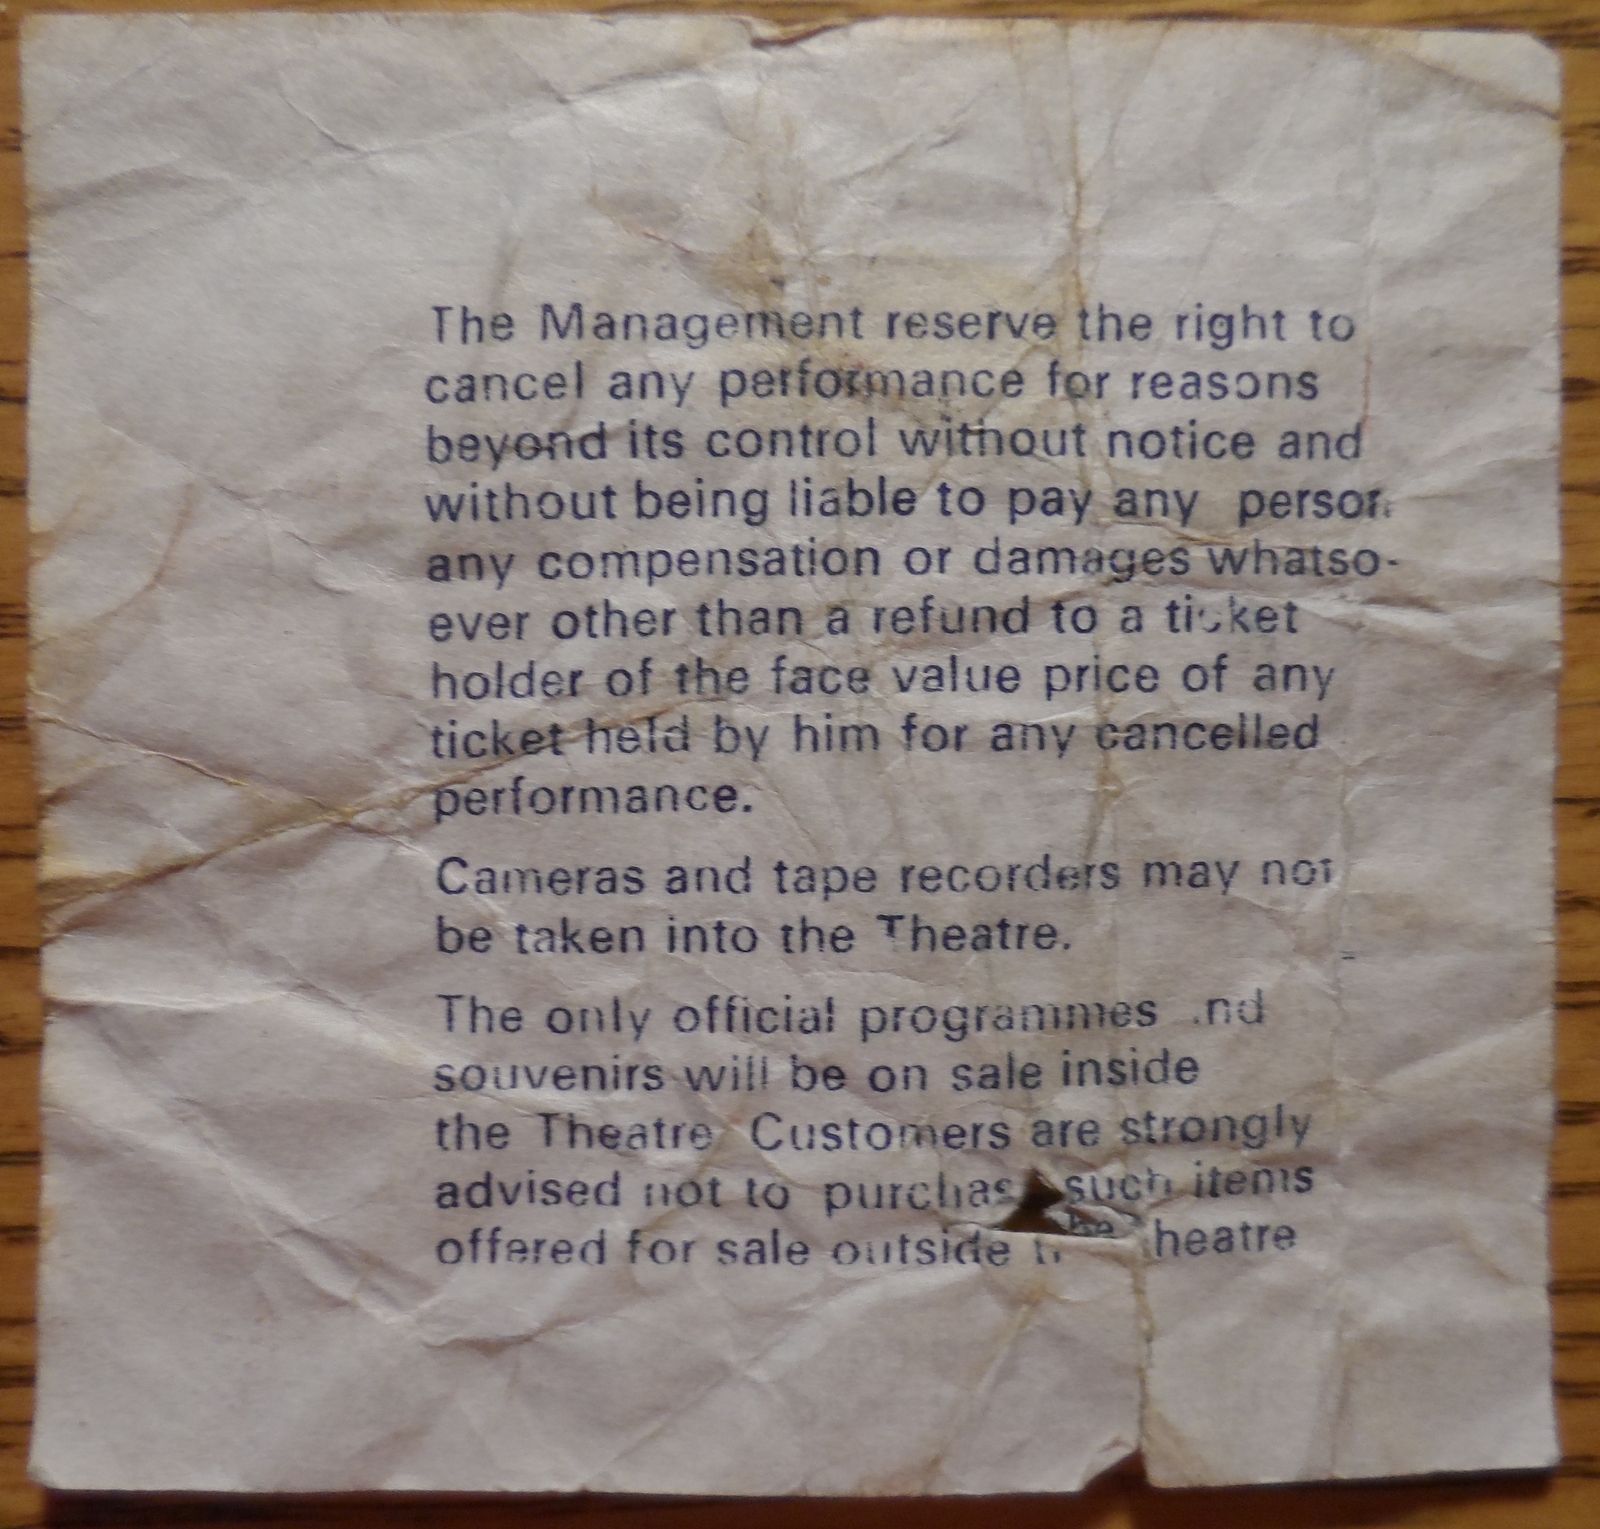 The Management reserve the right to
cancel any performance for reasons
beyond its control without notice and
without being liable to pay any person
any compensation or damages whatso-
ever other than a refund to a ticket
holder of the face value price of any
ticket held by him for any cancelled
performance.
Cameras and tape recorders may not
be taken into the Theatre.
The only official programmes and
souvenirs will be on sale inside
the Theatre Customers are strongly
advised not to purchase such items
offered for sale outside the Theatre